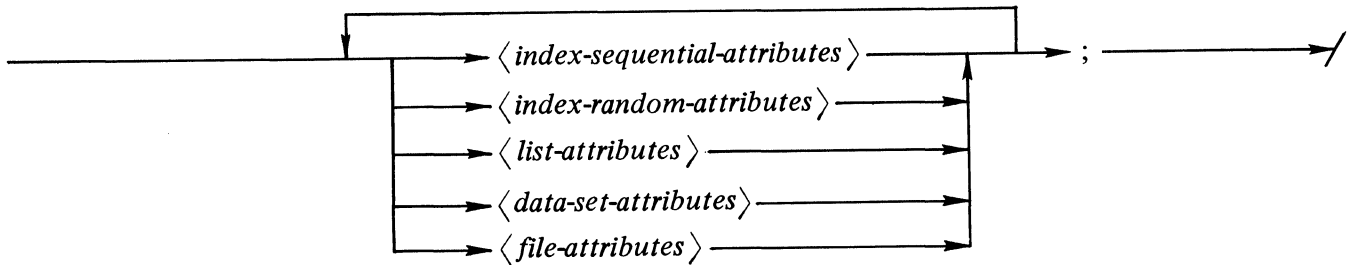 ⟨index-sequential-attributes⟩ ;
⟨index-random-attributes⟩
⟨list-attributes⟩
⟨data-set-attributes⟩
⟨file-attributes⟩